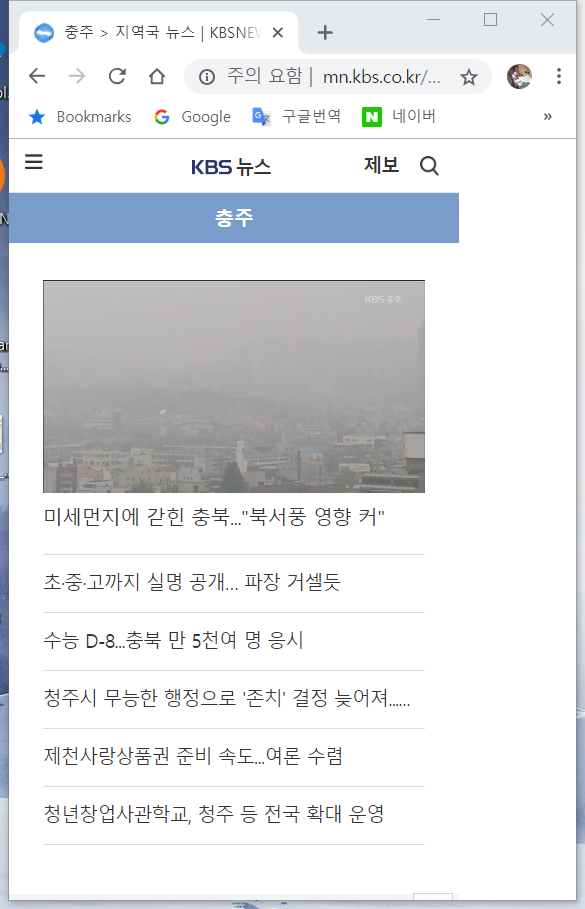 충주 > 지역국 뉴스 | KBSNEW
주의 요함 | mn.kbs.co.kr/...
Bookmarks Google 구글번역 네이버 »
KBS 뉴스 제보
충주
KBS 충주
미세먼지에 갇힌 충북..."북서풍 영향 커"
초·중·고까지 실명 공개... 파장 거셀듯
수능 D-8...충북 만 5천여 명 응시
청주시 무능한 행정으로 '존치' 결정 늦어져......
제천사랑상품권 준비 속도...여론 수렴
청년창업사관학교, 청주 등 전국 확대 운영